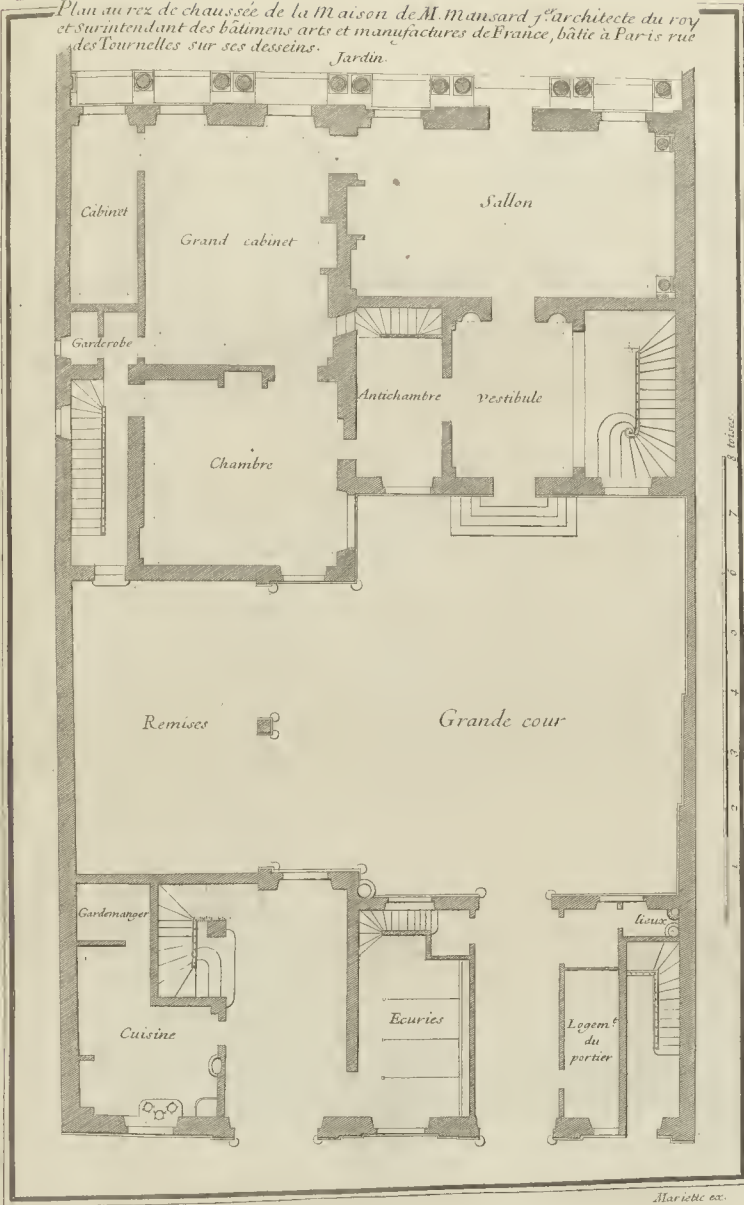 Plan au rez de chaussée de la Maison de M. Mansard 1.er architecte du roy
et Surintendant des bâtimens arts et manufactures de France, bâtie à Paris rue
des Tournelles sur ses desseins.
Jardin.
Cabinet
Grand cabinet
Sallon
Garderobe
Antichambre
Vestibule
Chambre
8 toises.
7
6
5
4
3
2
1
Remises
Grande cour
Gardemanger
lieux
Cuisine
Ecuries
Logem.t
du
portier
Mariette ex.